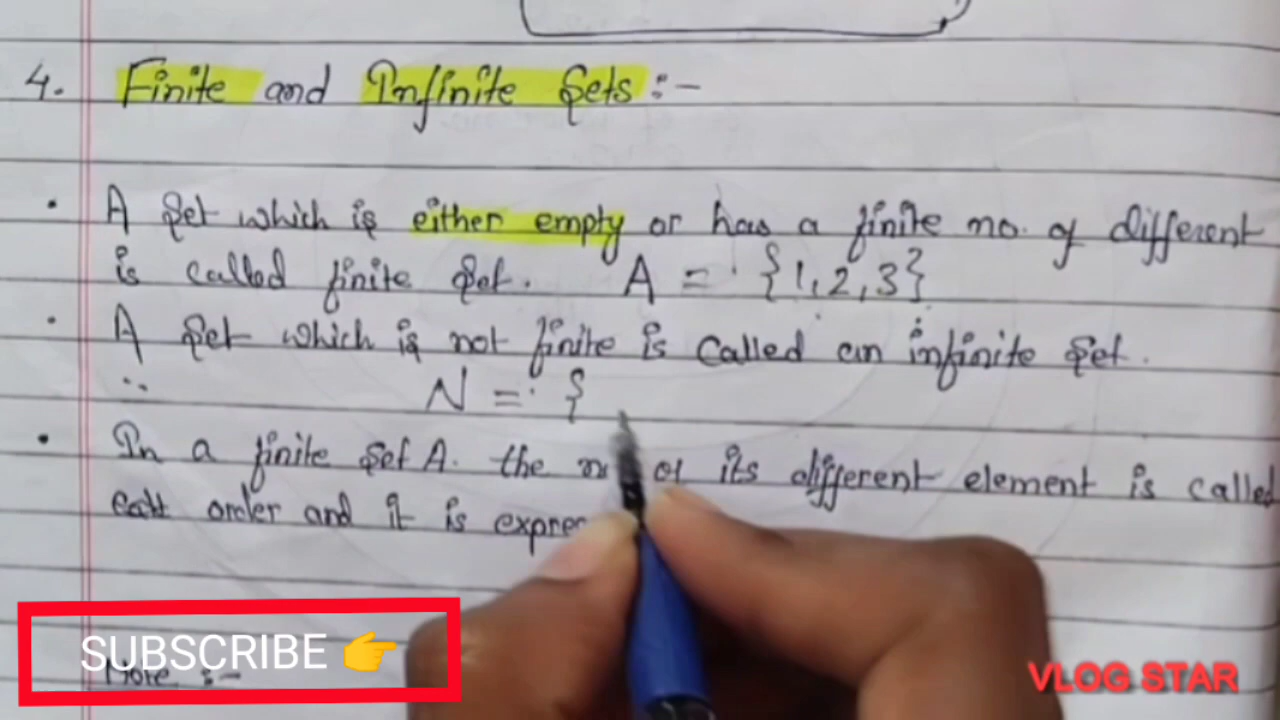 4. Finite and Infinite Sets :-
• A set which is either empty or has a finite no. of different
is called finite set. A = {1, 2, 3}
• A set which is not finite is called an infinite set.
∴ N = {
• In a finite set A. the of its different element is called
order and it is expre
SUBSCRIBE 👉
Note :-
VLOG STAR